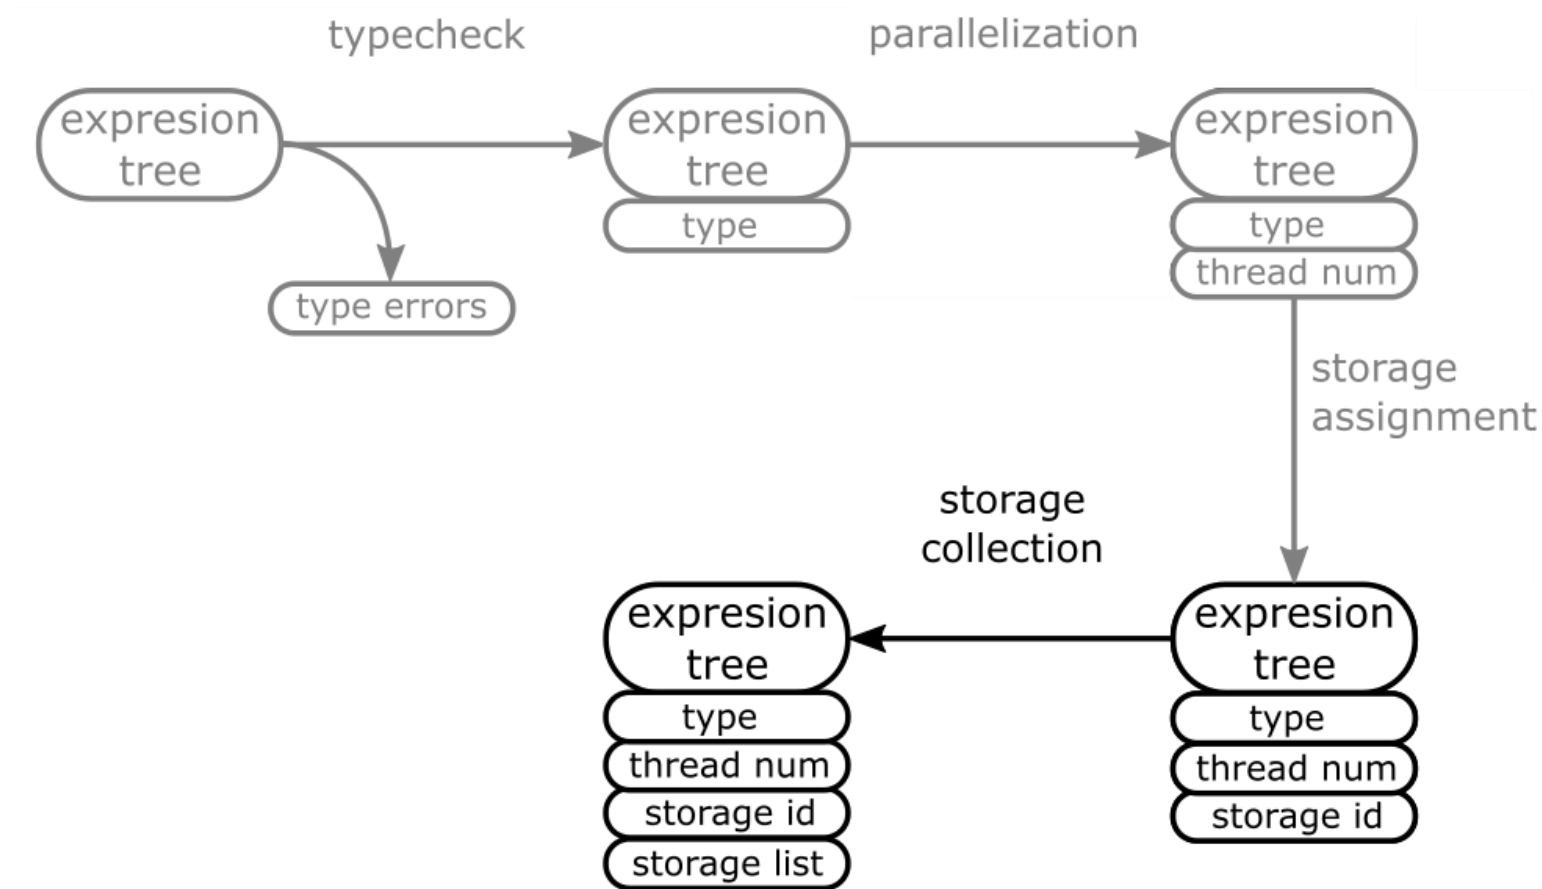 typecheck
parallelization
expresion
tree
expresion
tree
type
expresion
tree
type
thread num
type errors
storage
assignment
storage
collection
expresion
tree
type
thread num
storage id
storage list
expresion
tree
type
thread num
storage id